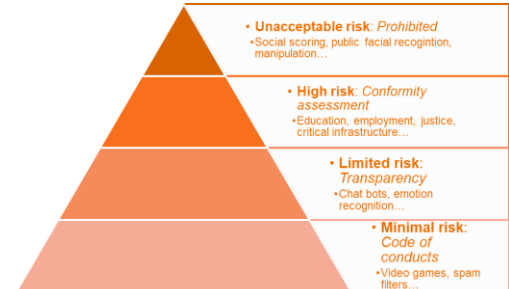 • Unacceptable risk: Prohibited
•Social scoring, public facial recogintion,
manipulation…
• High risk: Conformity
assessment
•Education, employment, justice,
critical infrastructure…
• Limited risk:
Transparency
•Chat bots, emotion
recognition…
• Minimal risk:
Code of
conducts
•Video games, spam
filters…